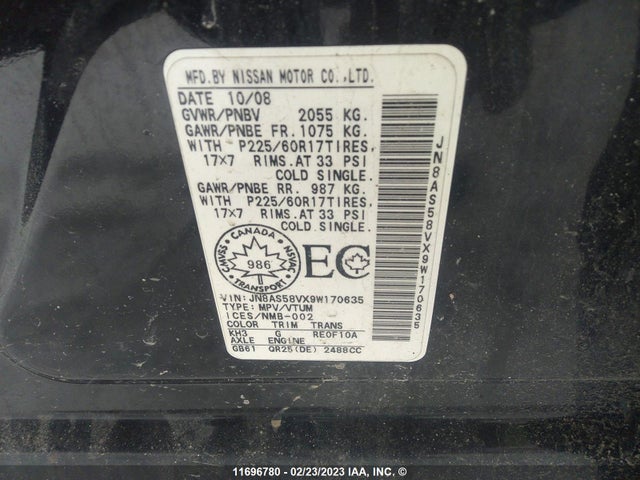 MFD.BY NISSAN MOTOR CO.,LTD.
DATE 10/08
GVWR/PNBV 2055 KG.
GAWR/PNBE FR. 1075 KG.
WITH P225/60R17TIRES.
17X7 RIMS.AT 33 PSI
COLD SINGLE.
GAWR/PNBE RR. 987 KG.
WITH P225/60R17TIRES.
17X7 RIMS.AT 33 PSI
COLD SINGLE.
CANADA
CMVSS 986 NSVAC
TRANSPORT
EC
VIN: JN8AS58VX9W170635
TYPE: MPV/VTUM
ICES/NMB-002
COLOR TRIM TRANS
KH3 G RE0F10A
AXLE ENGINE
GB61 QR25(DE) 2488CC
JN8AS58VX9W170635
11696780 - 02/23/2023 IAA, INC. ©